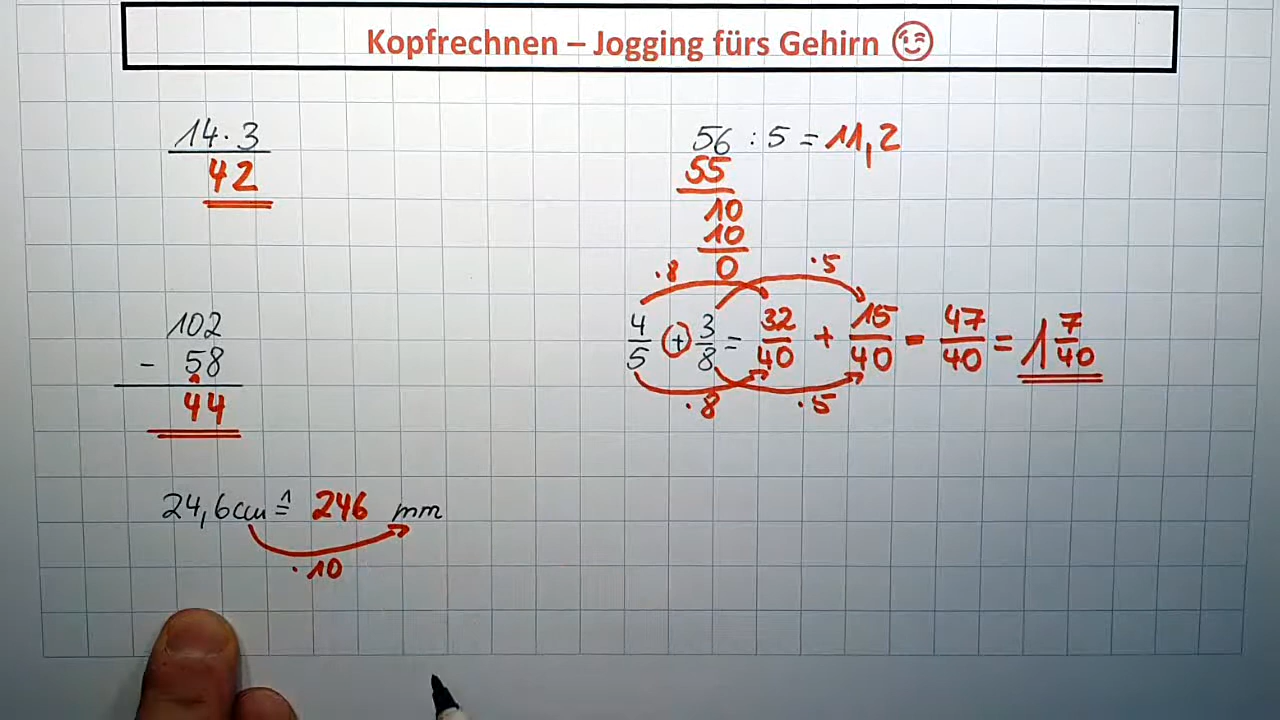 Kopfrechnen – Jogging fürs Gehirn 😉
14 · 3
42
102
- 58
44
24,6cm ≙ 246 mm
· 10
56 : 5 = 11,2
55
10
10
0
·8 ·5
4/5 + 3/8 = 32/40 + 15/40 = 47/40 = 1 7/40
·8 ·5